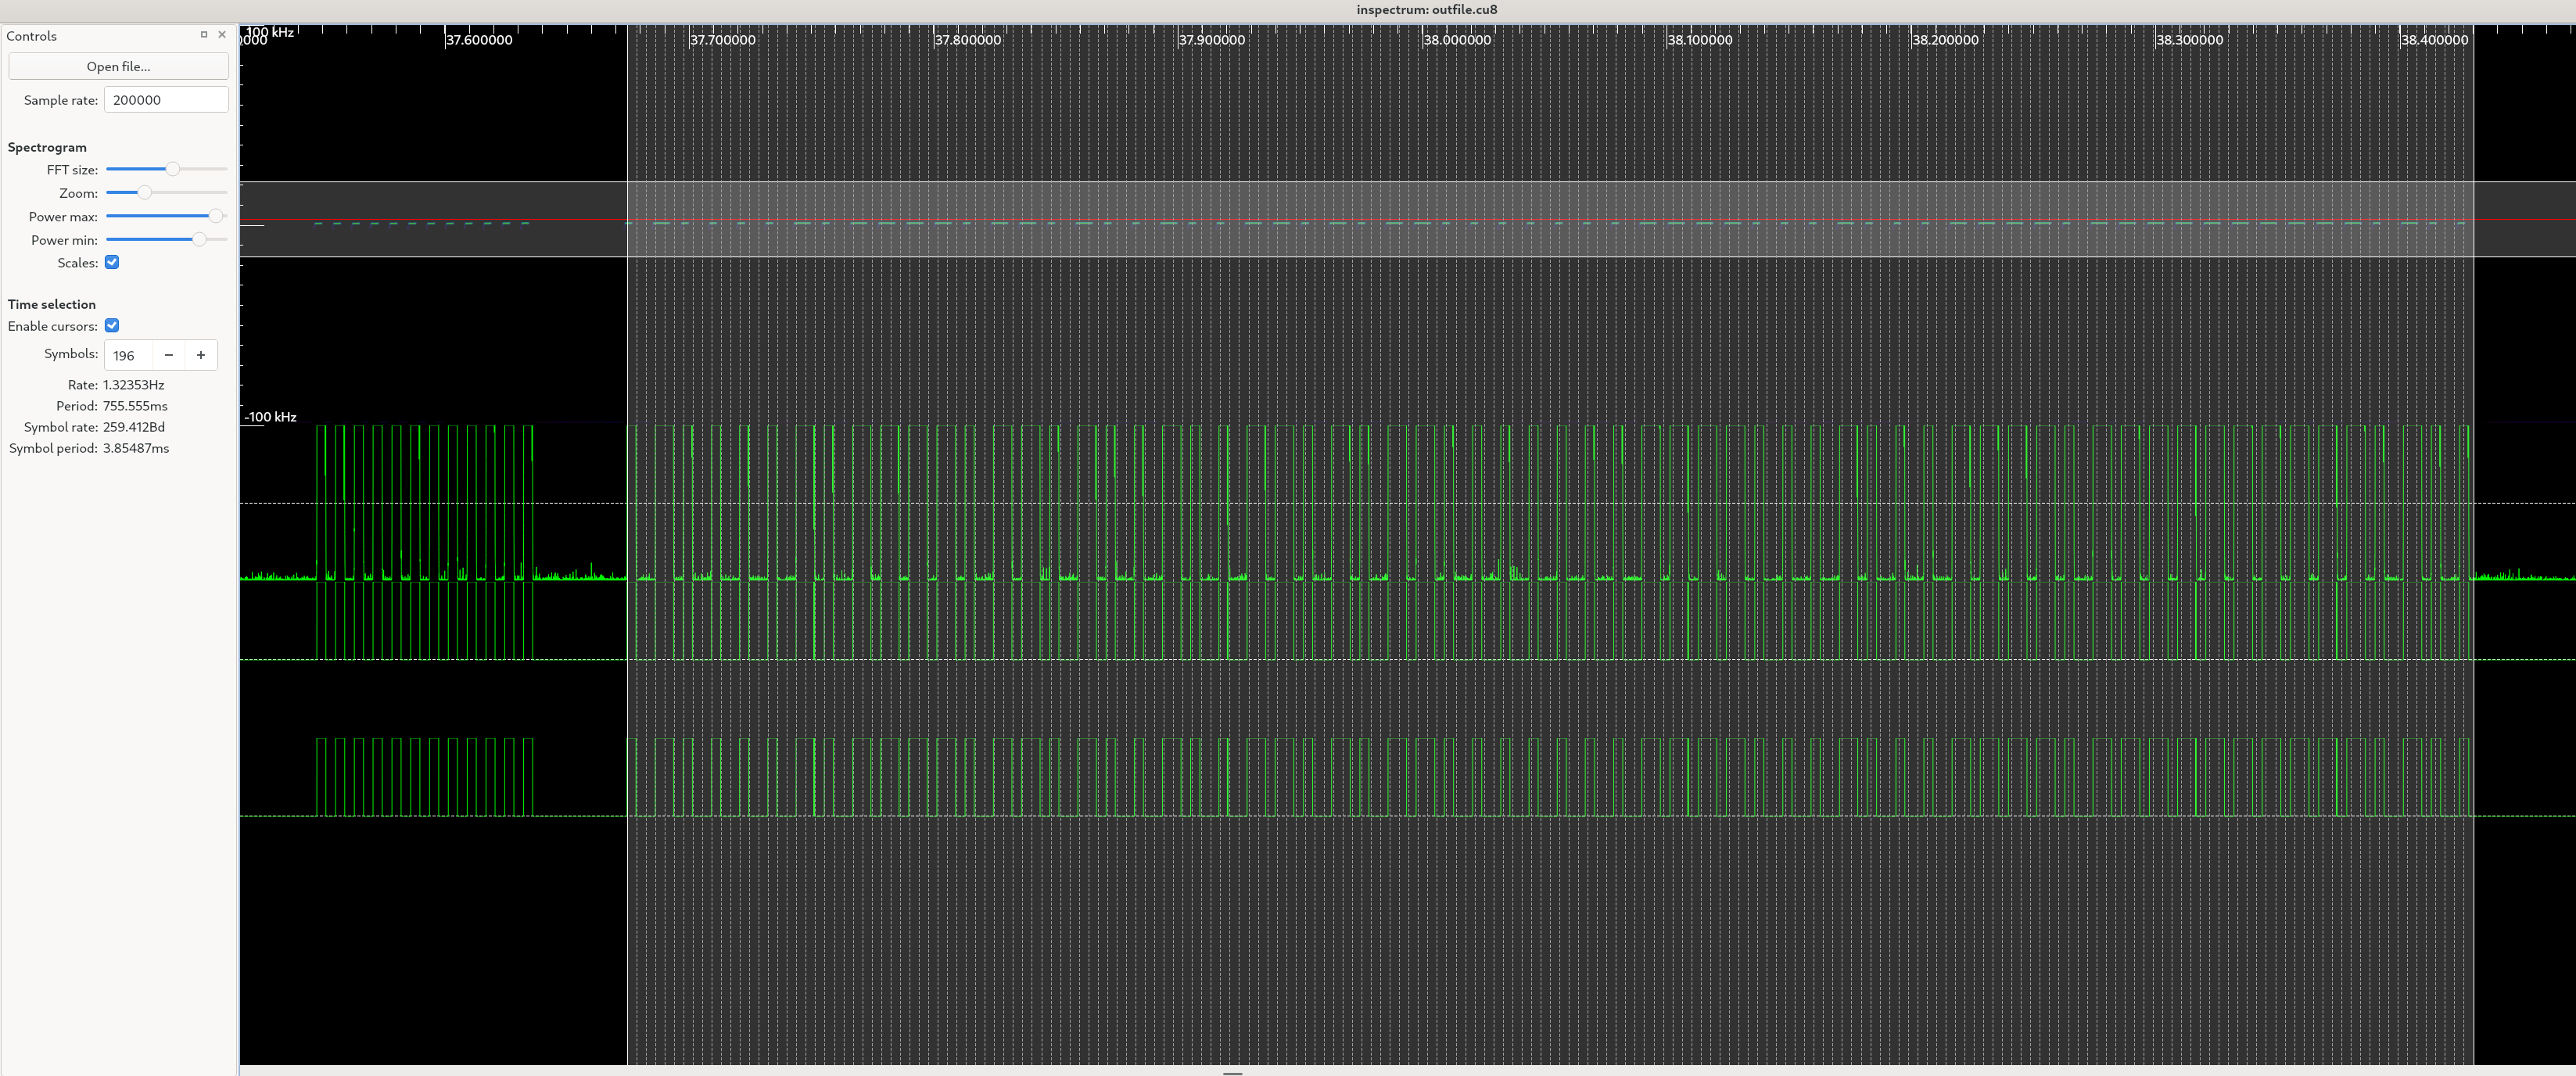 inspectrum: outfile.cu8
Controls
Open file...
Sample rate: 200000
Spectrogram
FFT size:
Zoom:
Power max:
Power min:
Scales:
Time selection
Enable cursors:
Symbols: 196 − +
Rate: 1.32353Hz
Period: 755.555ms
Symbol rate: 259.412Bd
Symbol period: 3.85487ms
100 kHz
000 37.600000 37.700000 37.800000 37.900000 38.000000 38.100000 38.200000 38.300000 38.400000
-100 kHz